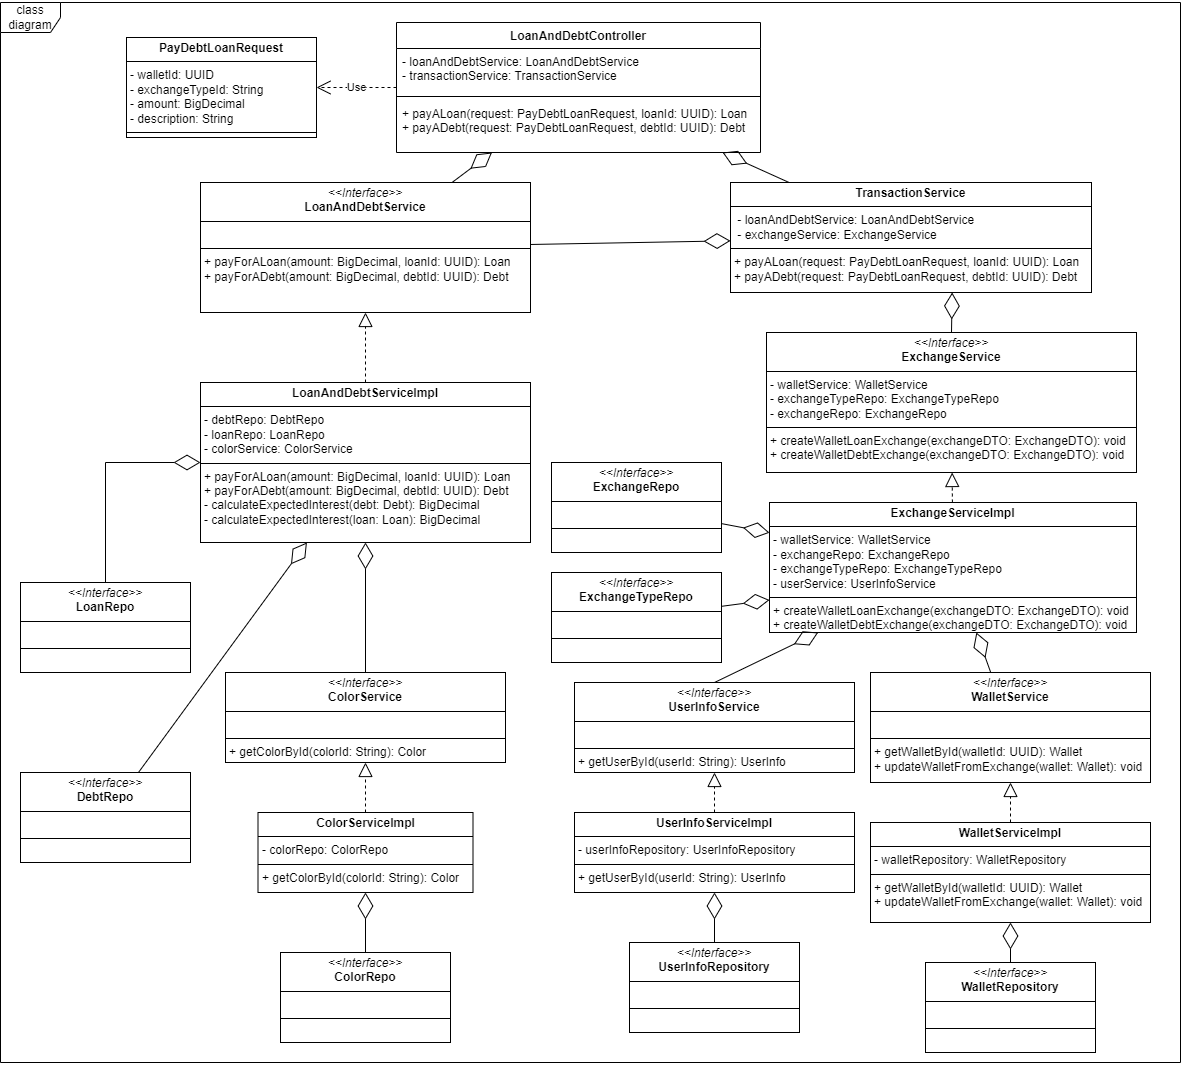 class
diagram
PayDebtLoanRequest
- walletId: UUID
- exchangeTypeId: String
- amount: BigDecimal
- description: String
Use
LoanAndDebtController
- loanAndDebtService: LoanAndDebtService
- transactionService: TransactionService
+ payALoan(request: PayDebtLoanRequest, loanId: UUID): Loan
+ payADebt(request: PayDebtLoanRequest, debtId: UUID): Debt
<<Interface>>
LoanAndDebtService
+ payForALoan(amount: BigDecimal, loanId: UUID): Loan
+ payForADebt(amount: BigDecimal, debtId: UUID): Debt
TransactionService
- loanAndDebtService: LoanAndDebtService
- exchangeService: ExchangeService
+ payALoan(request: PayDebtLoanRequest, loanId: UUID): Loan
+ payADebt(request: PayDebtLoanRequest, debtId: UUID): Debt
<<Interface>>
ExchangeService
- walletService: WalletService
- exchangeTypeRepo: ExchangeTypeRepo
- exchangeRepo: ExchangeRepo
+ createWalletLoanExchange(exchangeDTO: ExchangeDTO): void
+ createWalletDebtExchange(exchangeDTO: ExchangeDTO): void
LoanAndDebtServiceImpl
- debtRepo: DebtRepo
- loanRepo: LoanRepo
- colorService: ColorService
+ payForALoan(amount: BigDecimal, loanId: UUID): Loan
+ payForADebt(amount: BigDecimal, debtId: UUID): Debt
- calculateExpectedInterest(debt: Debt): BigDecimal
- calculateExpectedInterest(loan: Loan): BigDecimal
<<Interface>>
ExchangeRepo
ExchangeServiceImpl
- walletService: WalletService
- exchangeRepo: ExchangeRepo
- exchangeTypeRepo: ExchangeTypeRepo
- userService: UserInfoService
+ createWalletLoanExchange(exchangeDTO: ExchangeDTO): void
+ createWalletDebtExchange(exchangeDTO: ExchangeDTO): void
<<Interface>>
ExchangeTypeRepo
<<Interface>>
LoanRepo
<<Interface>>
ColorService
+ getColorById(colorId: String): Color
<<Interface>>
UserInfoService
+ getUserById(userId: String): UserInfo
<<Interface>>
WalletService
+ getWalletById(walletId: UUID): Wallet
+ updateWalletFromExchange(wallet: Wallet): void
<<Interface>>
DebtRepo
ColorServiceImpl
- colorRepo: ColorRepo
+ getColorById(colorId: String): Color
UserInfoServiceImpl
- userInfoRepository: UserInfoRepository
+ getUserById(userId: String): UserInfo
WalletServiceImpl
- walletRepository: WalletRepository
+ getWalletById(walletId: UUID): Wallet
+ updateWalletFromExchange(wallet: Wallet): void
<<Interface>>
ColorRepo
<<Interface>>
UserInfoRepository
<<Interface>>
WalletRepository